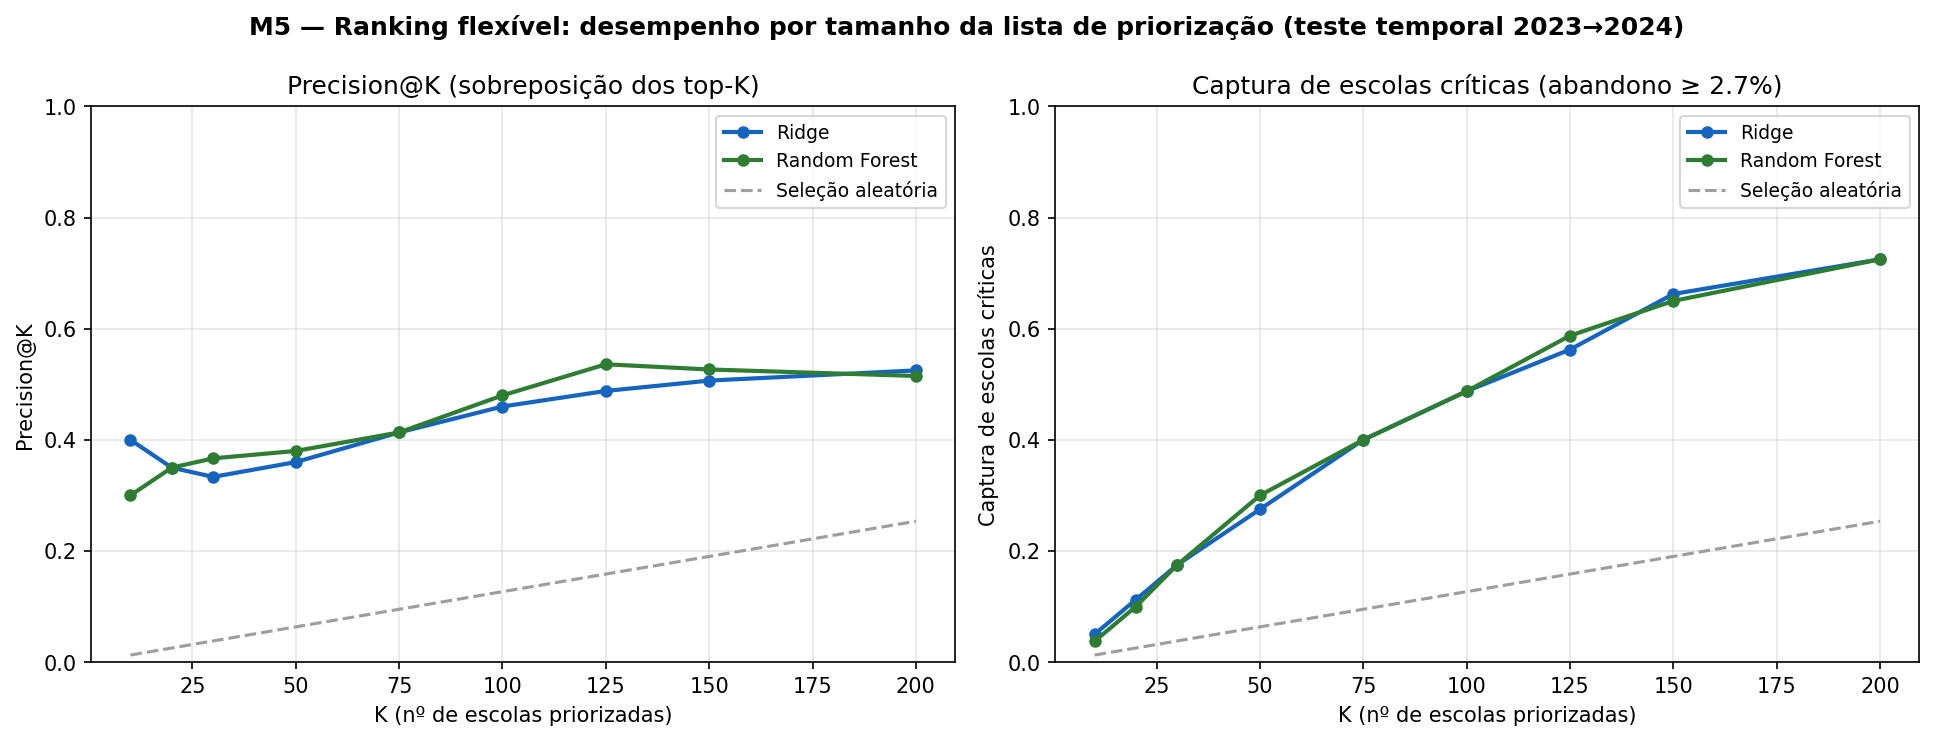 M5 — Ranking flexível: desempenho por tamanho da lista de priorização (teste temporal 2023→2024)
Precision@K (sobreposição dos top-K)
1.0
0.8
0.6
0.4
0.2
0.0
Precision@K
Ridge
Random Forest
Seleção aleatória
25
50
75
100
125
150
175
200
K (nº de escolas priorizadas)
Captura de escolas críticas (abandono ≥ 2.7%)
1.0
0.8
0.6
0.4
0.2
0.0
Captura de escolas críticas
Ridge
Random Forest
Seleção aleatória
25
50
75
100
125
150
175
200
K (nº de escolas priorizadas)